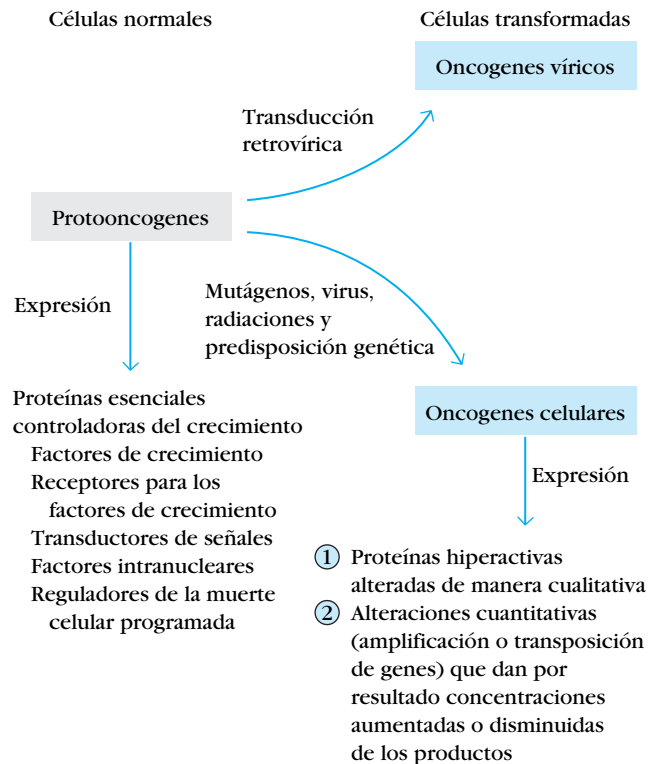 Células normales
Células transformadas
Oncogenes víricos
Transducción
retrovírica
Protooncogenes
Mutágenos, virus,
radiaciones y
predisposición genética
Expresión
Proteínas esenciales
controladoras del crecimiento
Factores de crecimiento
Receptores para los
factores de crecimiento
Transductores de señales
Factores intranucleares
Reguladores de la muerte
celular programada
Oncogenes celulares
Expresión
1 Proteínas hiperactivas
alteradas de manera cualitativa
2 Alteraciones cuantitativas
(amplificación o transposición
de genes) que dan por
resultado concentraciones
aumentadas o disminuidas
de los productos